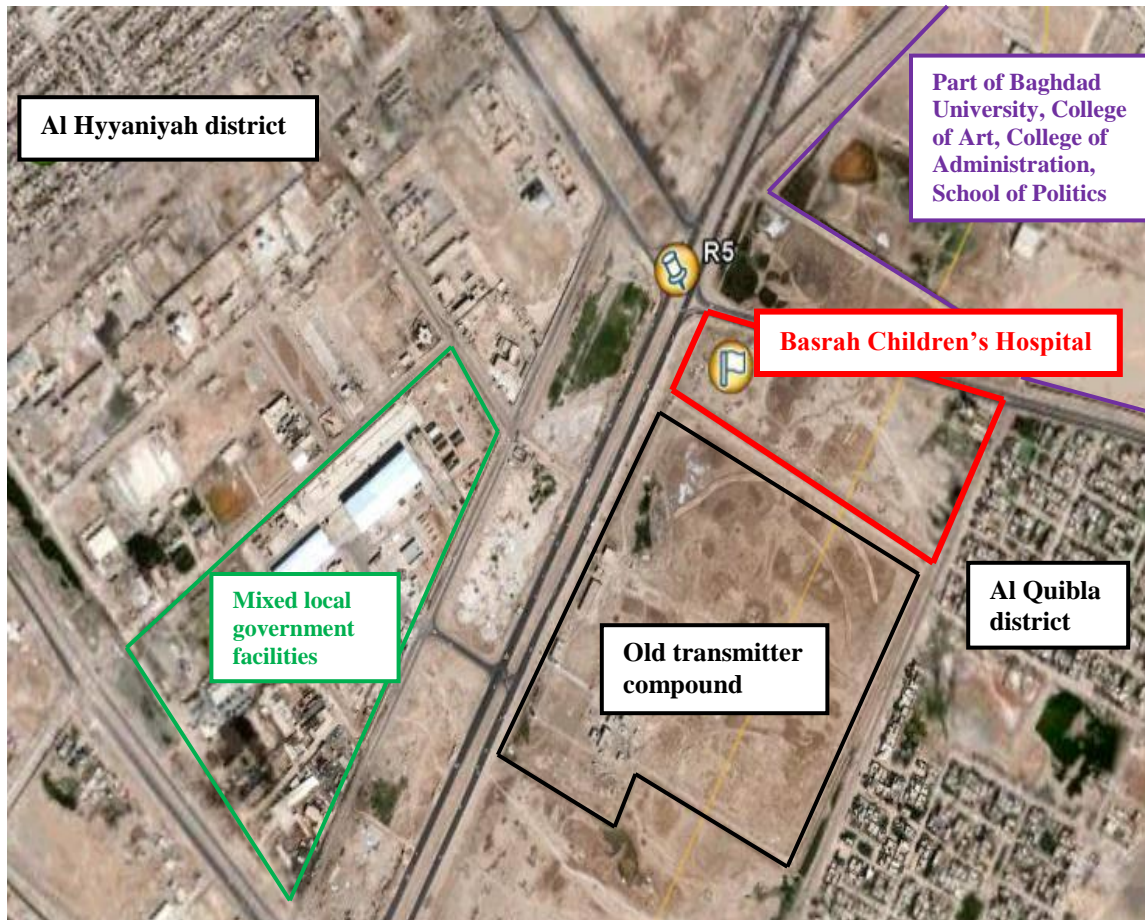 Al Hyyaniyah district
Part of Baghdad
University, College
of Art, College of
Administration,
School of Politics
R5
Basrah Children’s Hospital
Mixed local
government
facilities
Old transmitter
compound
Al Quibla
district